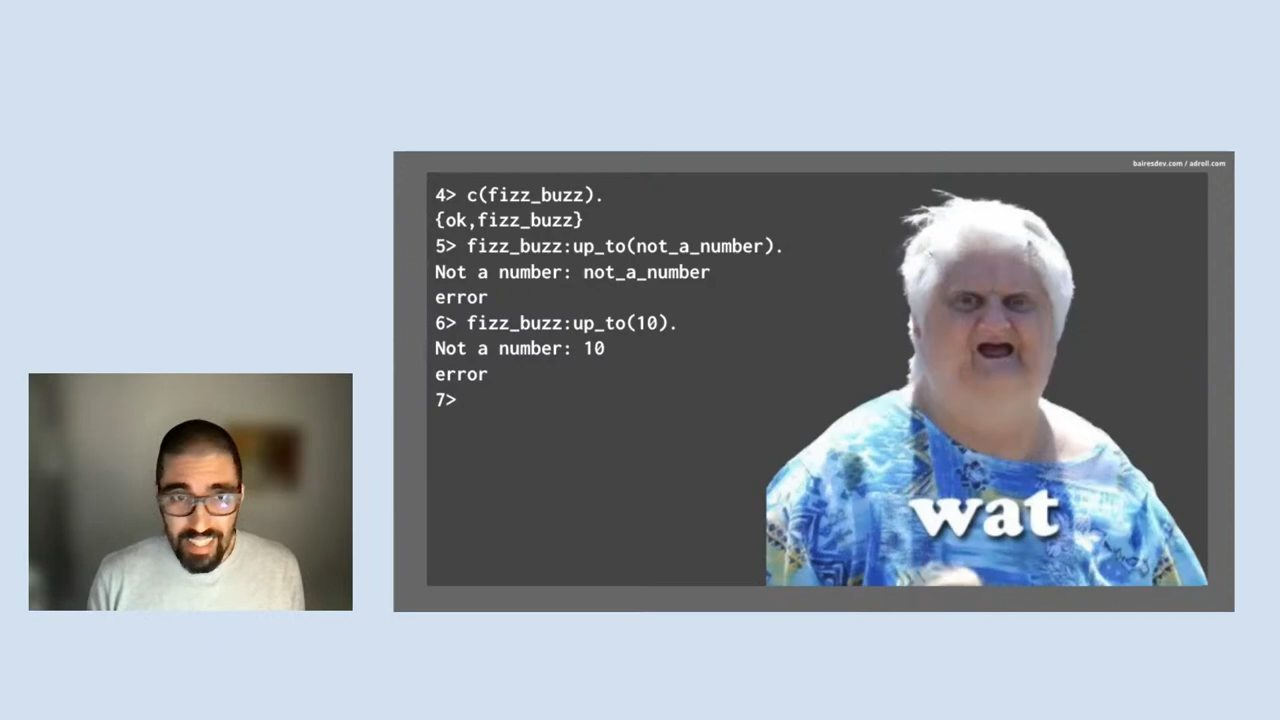 bairesdev.com / adroll.com
4> c(fizz_buzz).
{ok,fizz_buzz}
5> fizz_buzz:up_to(not_a_number).
Not a number: not_a_number
error
6> fizz_buzz:up_to(10).
Not a number: 10
error
7>
wat